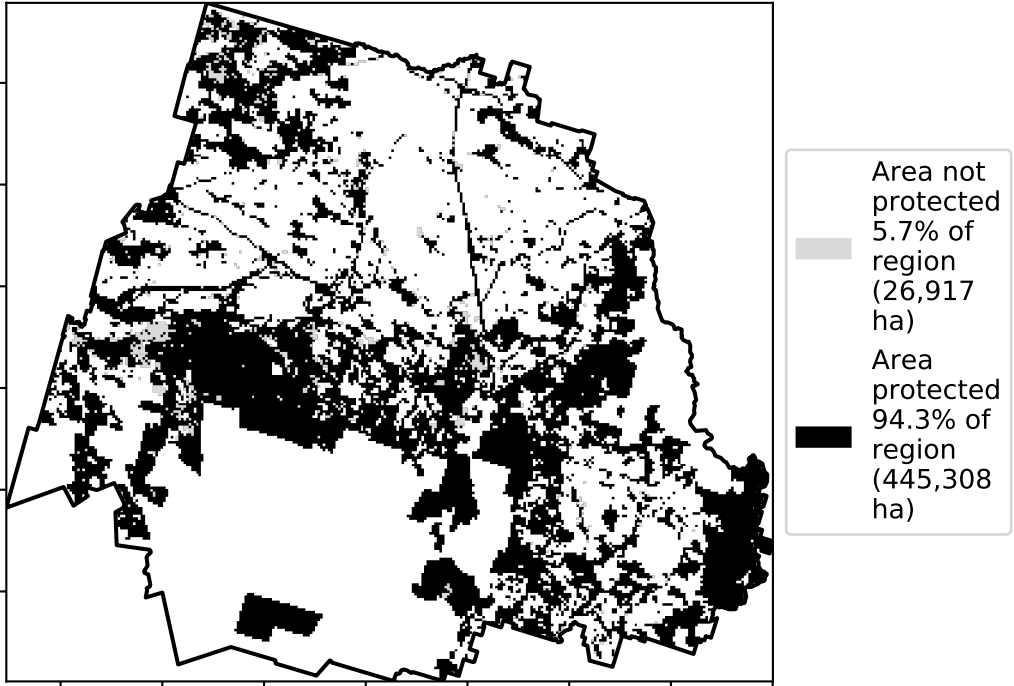 Area not
protected
5.7% of
region
(26,917
ha)
Area
protected
94.3% of
region
(445,308
ha)